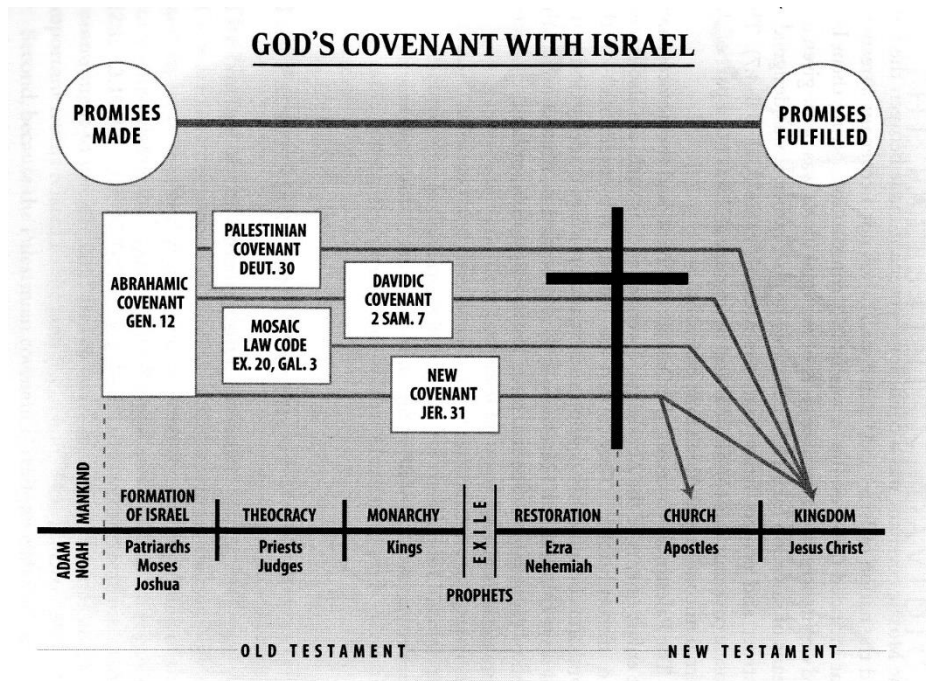 GOD'S COVENANT WITH ISRAEL
PROMISES
MADE
PROMISES
FULFILLED
ABRAHAMIC
COVENANT
GEN. 12
PALESTINIAN
COVENANT
DEUT. 30
DAVIDIC
COVENANT
2 SAM. 7
MOSAIC
LAW CODE
EX. 20, GAL. 3
NEW
COVENANT
JER. 31
MANKIND
ADAM
NOAH
FORMATION
OF ISRAEL
Patriarchs
Moses
Joshua
THEOCRACY
Priests
Judges
MONARCHY
Kings
EXILE
PROPHETS
RESTORATION
Ezra
Nehemiah
CHURCH
Apostles
KINGDOM
Jesus Christ
OLD TESTAMENT
NEW TESTAMENT